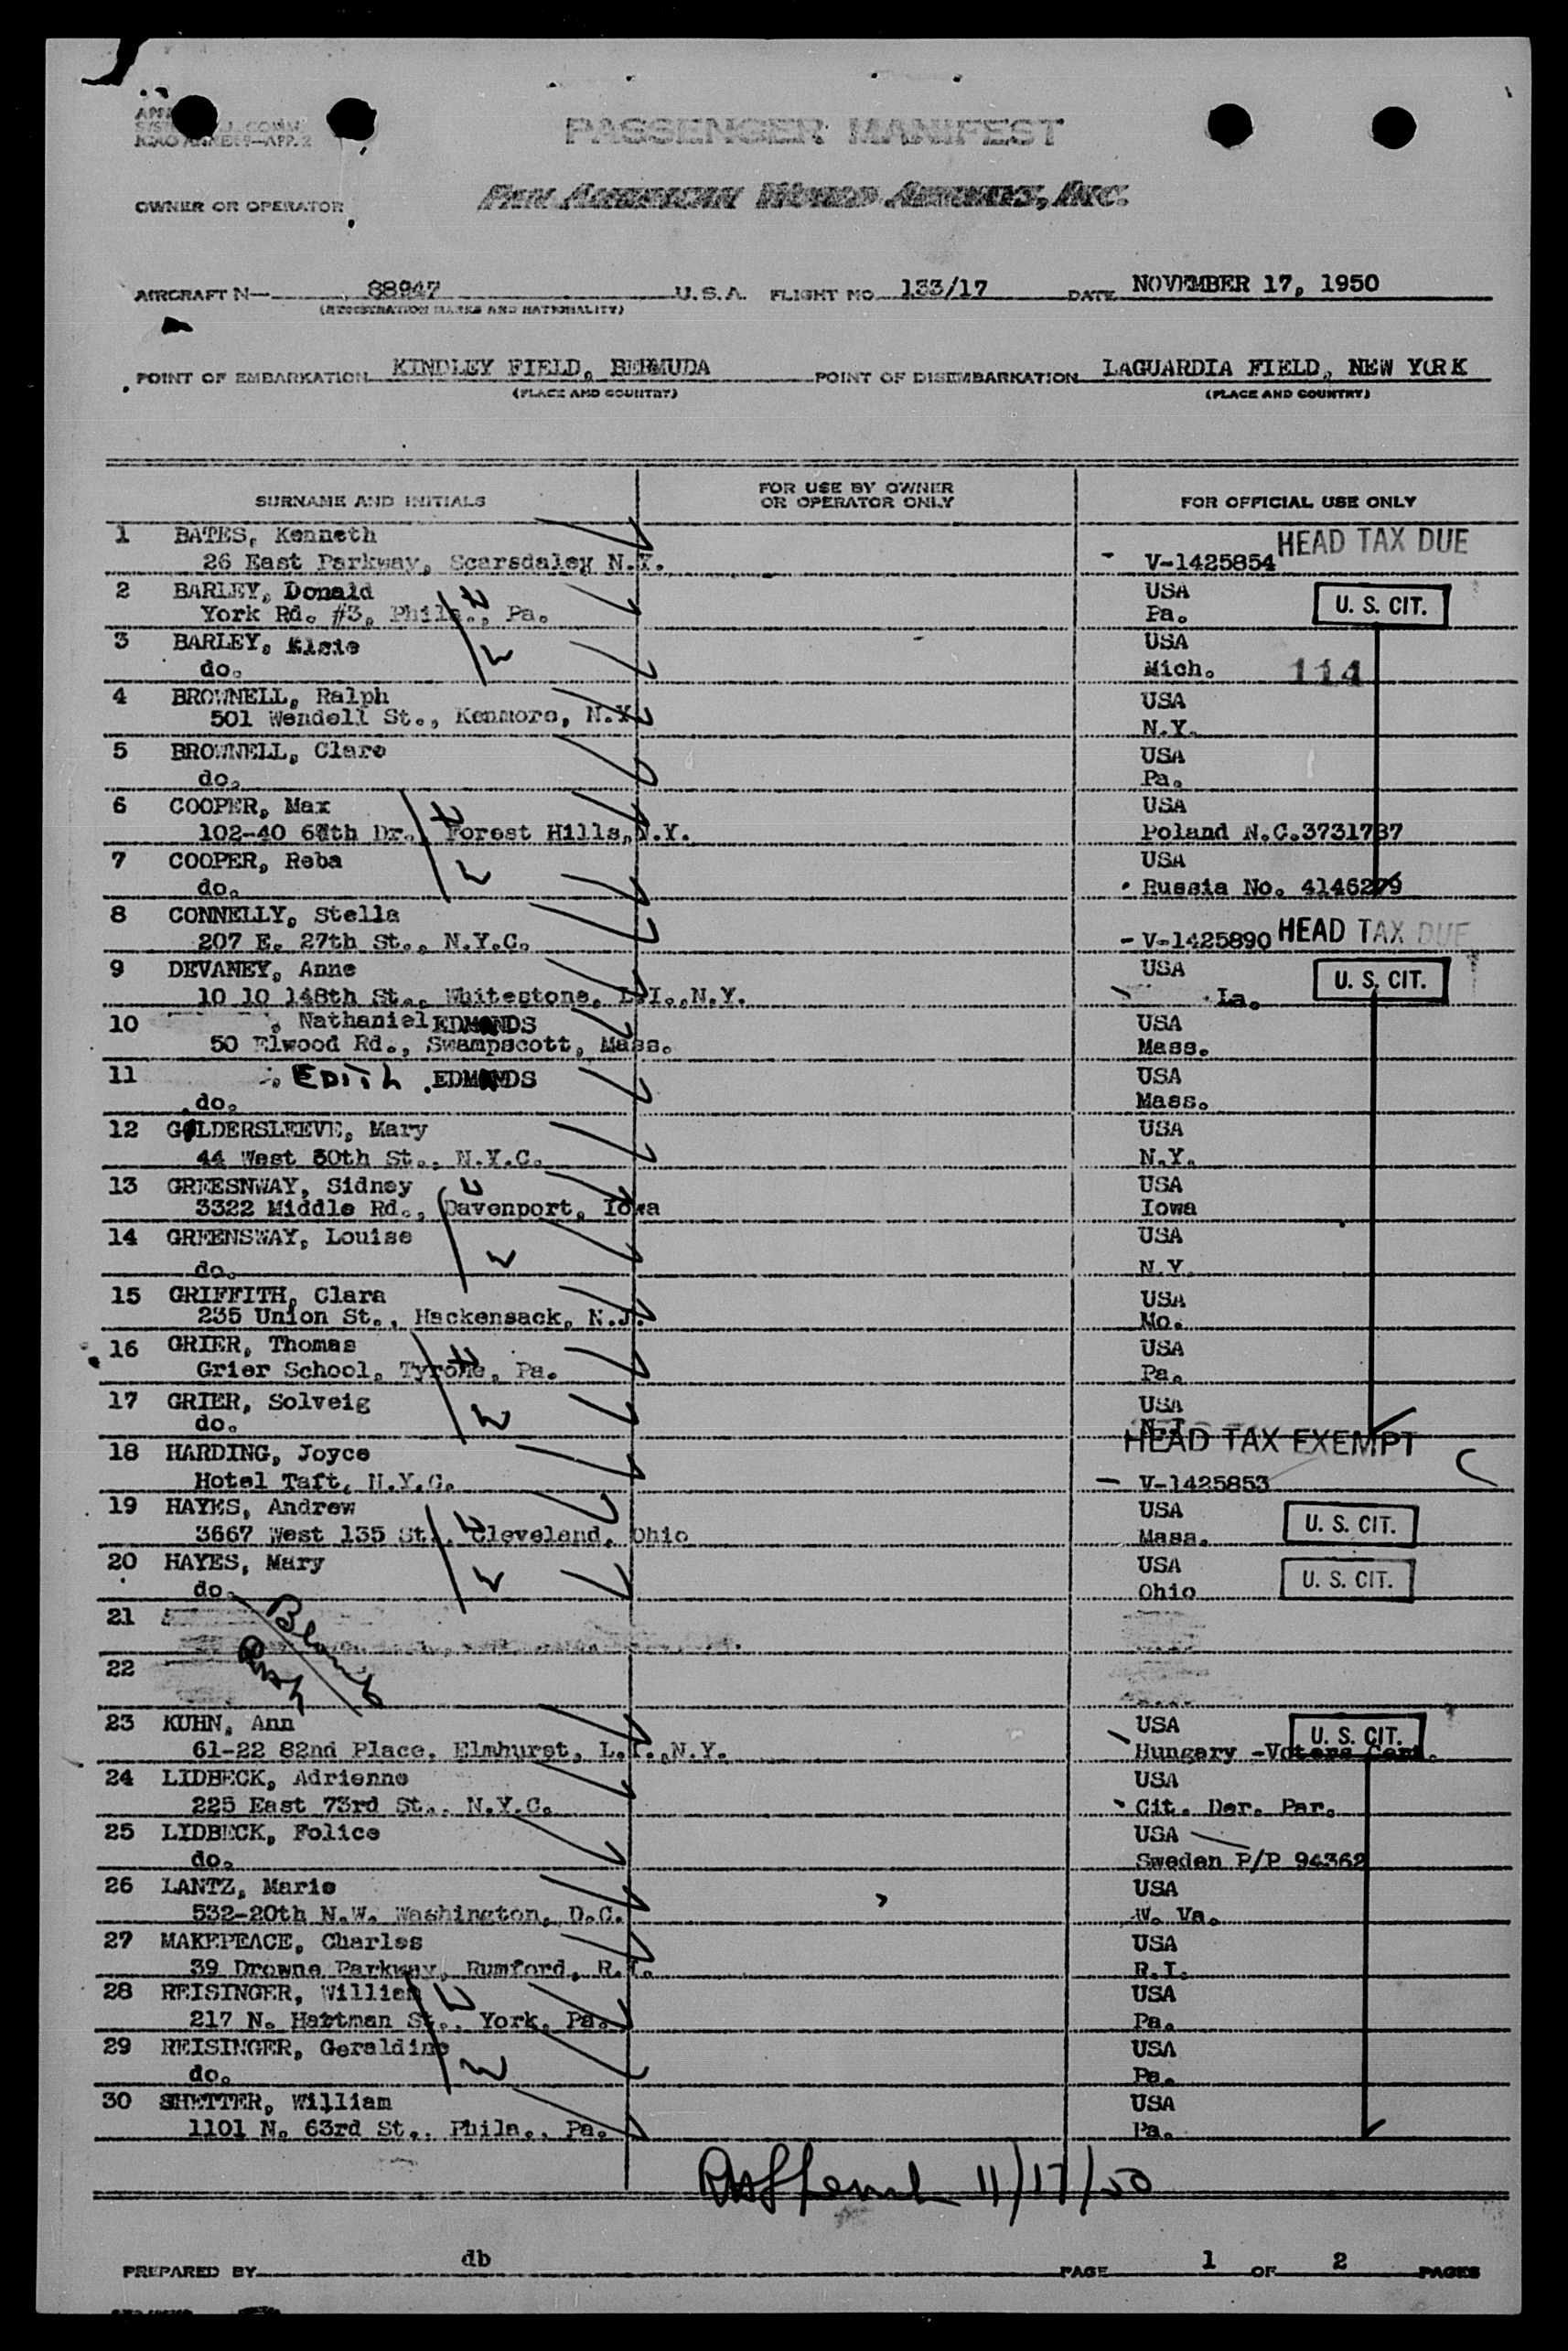 PASSENGER MANIFEST
OWNER OR OPERATOR
PAN AMERICAN WORLD AIRWAYS, INC.
AIRCRAFT N— 88947 U.S.A. FLIGHT NO. 133/17 DATE NOVEMBER 17, 1950
(REGISTRATION MARKS AND NATIONALITY)
POINT OF EMBARKATION KINDLEY FIELD, BERMUDA POINT OF DISEMBARKATION LAGUARDIA FIELD, NEW YORK
(PLACE AND COUNTRY) (PLACE AND COUNTRY)
SURNAME AND INITIALS FOR USE BY OWNER OR OPERATOR ONLY FOR OFFICIAL USE ONLY
1 BATES, Kenneth HEAD TAX DUE
26 East Parkway, Scarsdaley N.Y. V-1425854
2 BARLEY, Donald USA U. S. CIT.
York Rd. #3, Phila., Pa. Pa.
3 BARLEY, Elsie USA
do. Mich. 114
4 BROWNELL, Ralph USA
501 Wendell St., Kenmore, N.Y. N.Y.
5 BROWNELL, Clare USA
do. Pa.
6 COOPER, Max USA
102-40 67th Dr., Forest Hills, N.Y. Poland N.C.3731787
7 COOPER, Reba USA
do. Russia No. 4146279
8 CONNELLY, Stella
207 E. 27th St., N.Y.C. V-1425890 HEAD TAX DUE
9 DEVANEY, Anne USA U. S. CIT.
10 10 148th St., Whitestone, L.I.,N.Y. La.
10 , Nathaniel EDMONDS USA
50 Elwood Rd., Swampscott, Mass. Mass.
11 EDITH EDMONDS USA
do. Mass.
12 GILDERSLEEVE, Mary USA
44 West 50th St., N.Y.C. N.Y.
13 GREESNWAY, Sidney USA
3322 Middle Rd., Davenport, Iowa Iowa
14 GREENSWAY, Louise USA
do. N.Y.
15 GRIFFITH, Clara USA
235 Union St., Hackensack, N.J. Mo.
16 GRIER, Thomas USA
Grier School, Tyrone, Pa. Pa.
17 GRIER, Solveig USA
do.
18 HARDING, Joyce HEAD TAX EXEMPT
Hotel Taft, N.Y.C. V-1425853
19 HAYES, Andrew USA U. S. CIT.
3667 West 135 St., Cleveland, Ohio Mass.
20 HAYES, Mary USA U. S. CIT.
do. Ohio
21 Blank
22
23 KUHN, Ann USA U. S. CIT.
61-22 82nd Place, Elmhurst, L.I.,N.Y. Hungary -Voters Cert.
24 LIDBECK, Adrienne USA
225 East 73rd St., N.Y.C. Cit. Der. Par.
25 LIDBECK, Folice USA
do. Sweden P/P 94362
26 LANTZ, Marie USA
532-20th N.W. Washington, D.C. W. Va.
27 MAKEPEACE, Charles USA
39 Drowne Parkway, Rumford, R.I. R.I.
28 REISINGER, William USA
217 N. Hartman St., York, Pa. Pa.
29 REISINGER, Geraldine USA
do. Pa.
30 SHETTER, William USA
1101 N. 63rd St., Phila., Pa. Pa.
11/17/50
PREPARED BY db PAGE 1 OF 2 PAGES